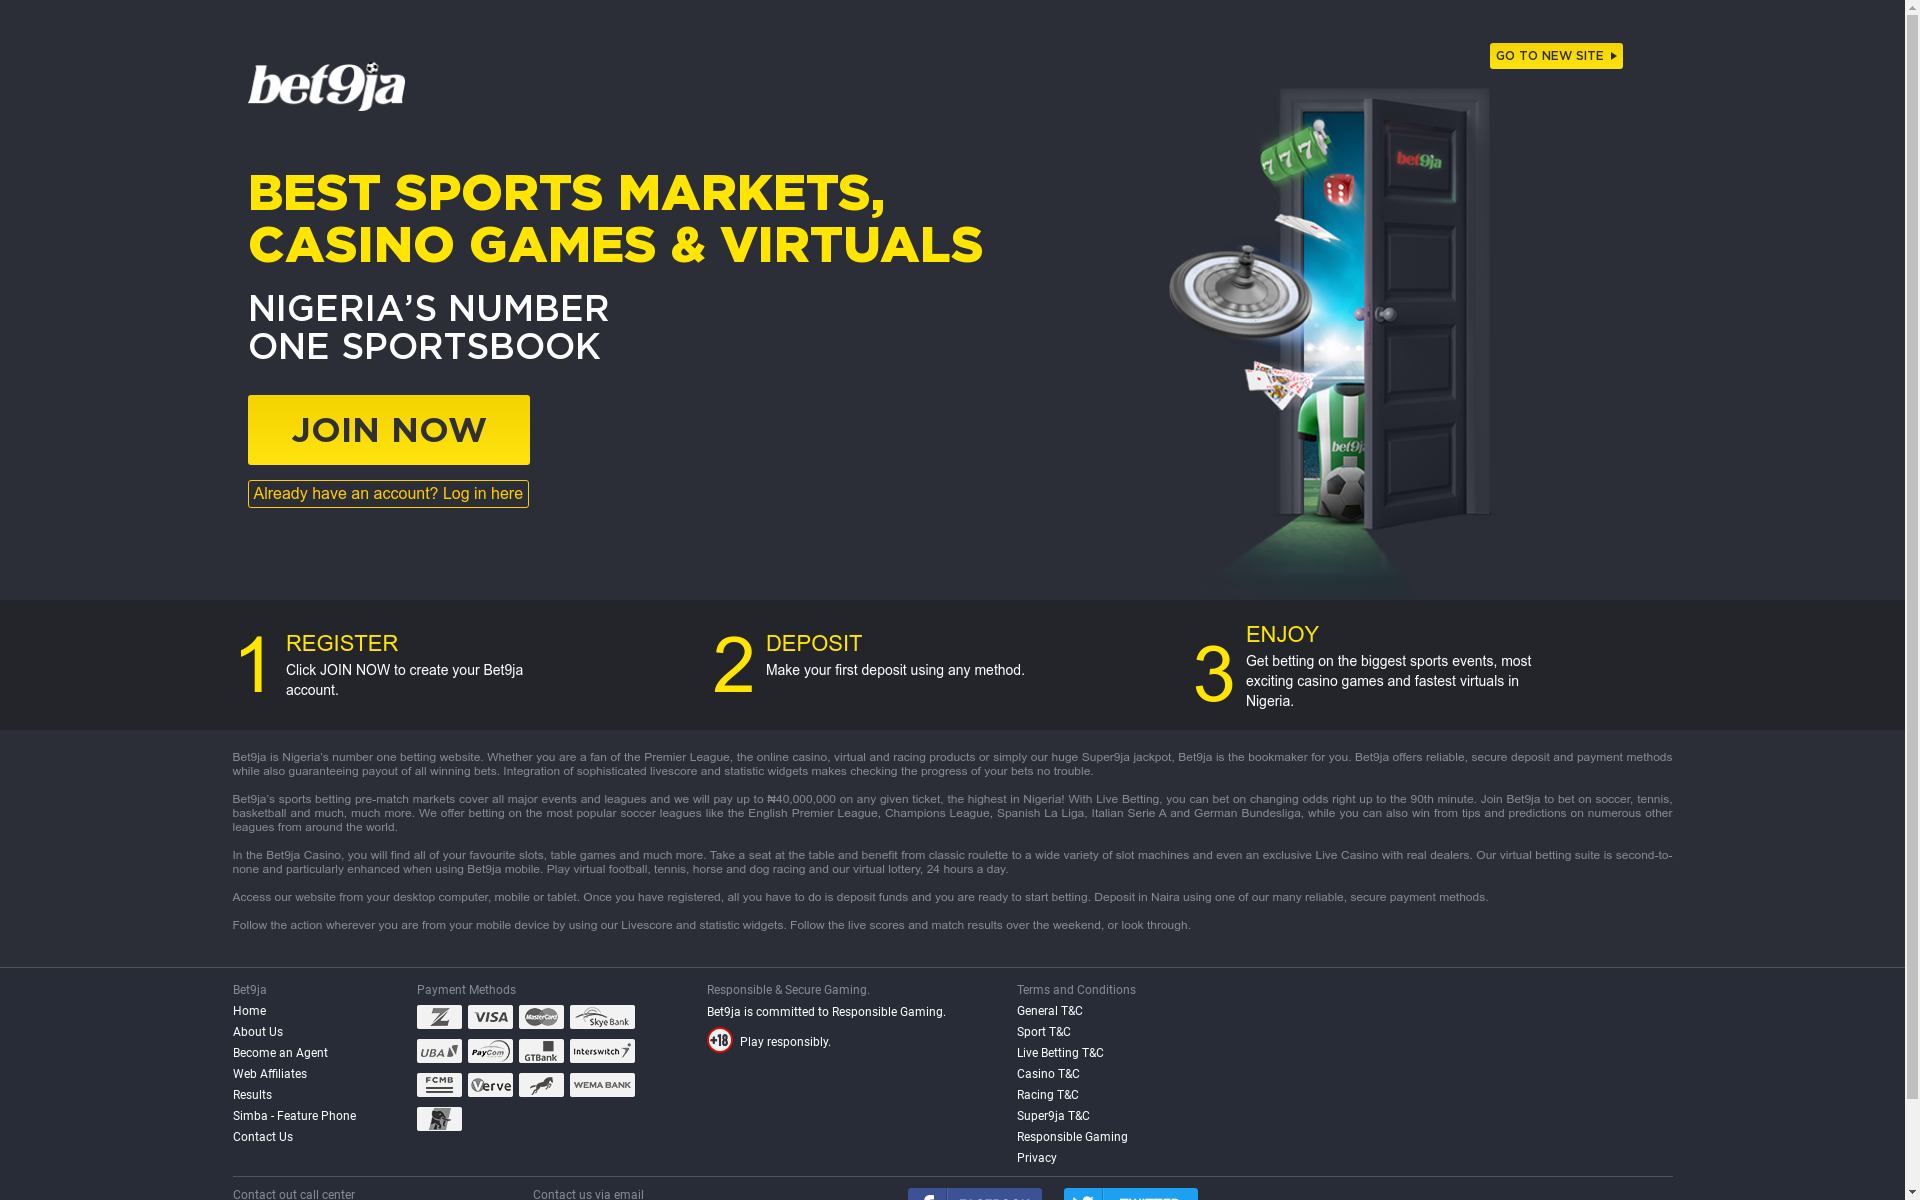 bet9ja
GO TO NEW SITE
BEST SPORTS MARKETS,
CASINO GAMES & VIRTUALS
NIGERIA’S NUMBER
ONE SPORTSBOOK
JOIN NOW
Already have an account? Log in here
777
bet9ja
bet9ja
1
REGISTER
Click JOIN NOW to create your Bet9ja
account.
2
DEPOSIT
Make your first deposit using any method.
3
ENJOY
Get betting on the biggest sports events, most
exciting casino games and fastest virtuals in
Nigeria.
Bet9ja is Nigeria's number one betting website. Whether you are a fan of the Premier League, the online casino, virtual and racing products or simply our huge Super9ja jackpot, Bet9ja is the bookmaker for you. Bet9ja offers reliable, secure deposit and payment methods
while also guaranteeing payout of all winning bets. Integration of sophisticated livescore and statistic widgets makes checking the progress of your bets no trouble.
Bet9ja's sports betting pre-match markets cover all major events and leagues and we will pay up to ₦40,000,000 on any given ticket, the highest in Nigeria! With Live Betting, you can bet on changing odds right up to the 90th minute. Join Bet9ja to bet on soccer, tennis,
basketball and much, much more. We offer betting on the most popular soccer leagues like the English Premier League, Champions League, Spanish La Liga, Italian Serie A and German Bundesliga, while you can also win from tips and predictions on numerous other
leagues from around the world.
In the Bet9ja Casino, you will find all of your favourite slots, table games and much more. Take a seat at the table and benefit from classic roulette to a wide variety of slot machines and even an exclusive Live Casino with real dealers. Our virtual betting suite is second-to-
none and particularly enhanced when using Bet9ja mobile. Play virtual football, tennis, horse and dog racing and our virtual lottery, 24 hours a day.
Access our website from your desktop computer, mobile or tablet. Once you have registered, all you have to do is deposit funds and you are ready to start betting. Deposit in Naira using one of our many reliable, secure payment methods.
Follow the action wherever you are from your mobile device by using our Livescore and statistic widgets. Follow the live scores and match results over the weekend, or look through.
Bet9ja
Home
About Us
Become an Agent
Web Affiliates
Results
Simba - Feature Phone
Contact Us
Payment Methods
Z VISA MasterCard Skye Bank
UBA PayCom GTBank Interswitch
FCMB Verve WEMA BANK
Responsible & Secure Gaming.
Bet9ja is committed to Responsible Gaming.
+18 Play responsibly.
Terms and Conditions
General T&C
Sport T&C
Live Betting T&C
Casino T&C
Racing T&C
Super9ja T&C
Responsible Gaming
Privacy
Contact out call center
Contact us via email
FACEBOOK
TWITTER